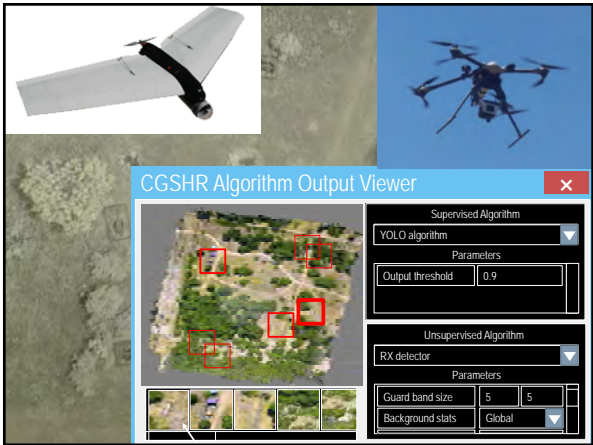 CGSHR Algorithm Output Viewer
×
Supervised Algorithm
YOLO algorithm
Parameters
Output threshold 0.9
Unsupervised Algorithm
RX detector
Parameters
Guard band size 5 5
Background stats Global